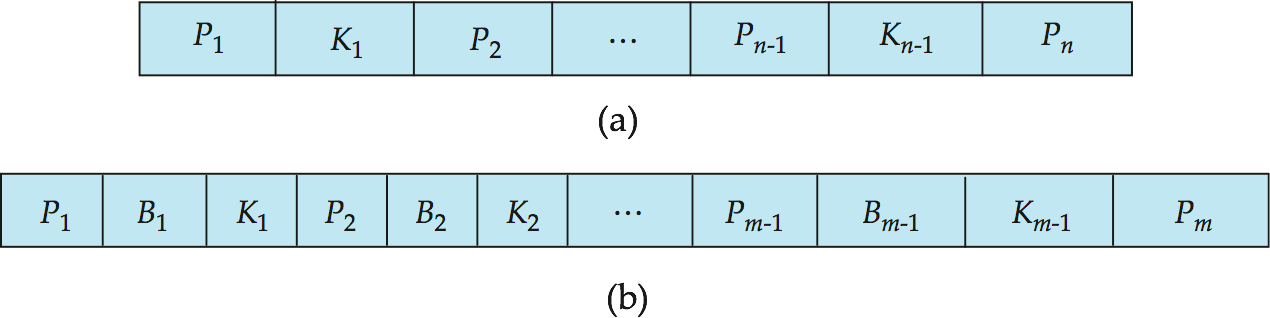 P1 K1 P2 ... Pn-1 Kn-1 Pn
(a)
P1 B1 K1 P2 B2 K2 ... Pm-1 Bm-1 Km-1 Pm
(b)